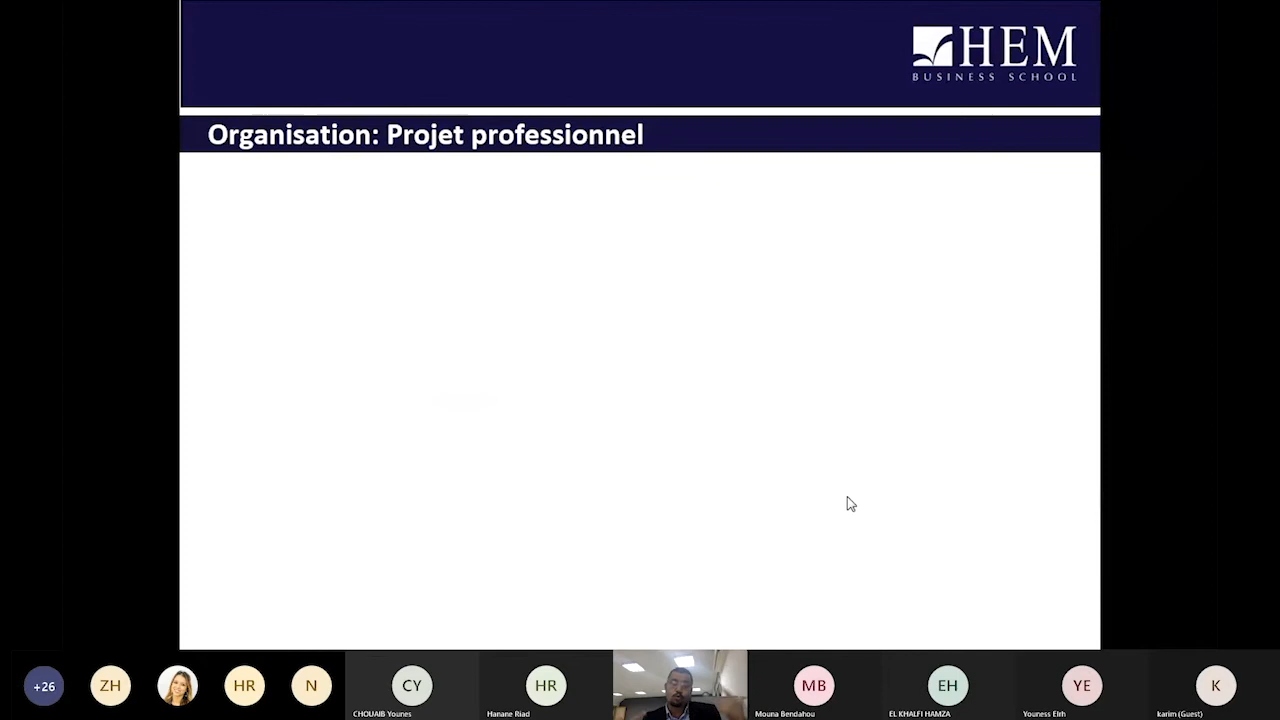 HEM
BUSINESS SCHOOL
Organisation: Projet professionnel
+26
ZH
HR
N
CY
CHOUAIB Younes
HR
Hanane Riad
MB
Mouna Bendahou
EH
EL KHALFI HAMZA
YE
Youness Elrh
K
karim (Guest)